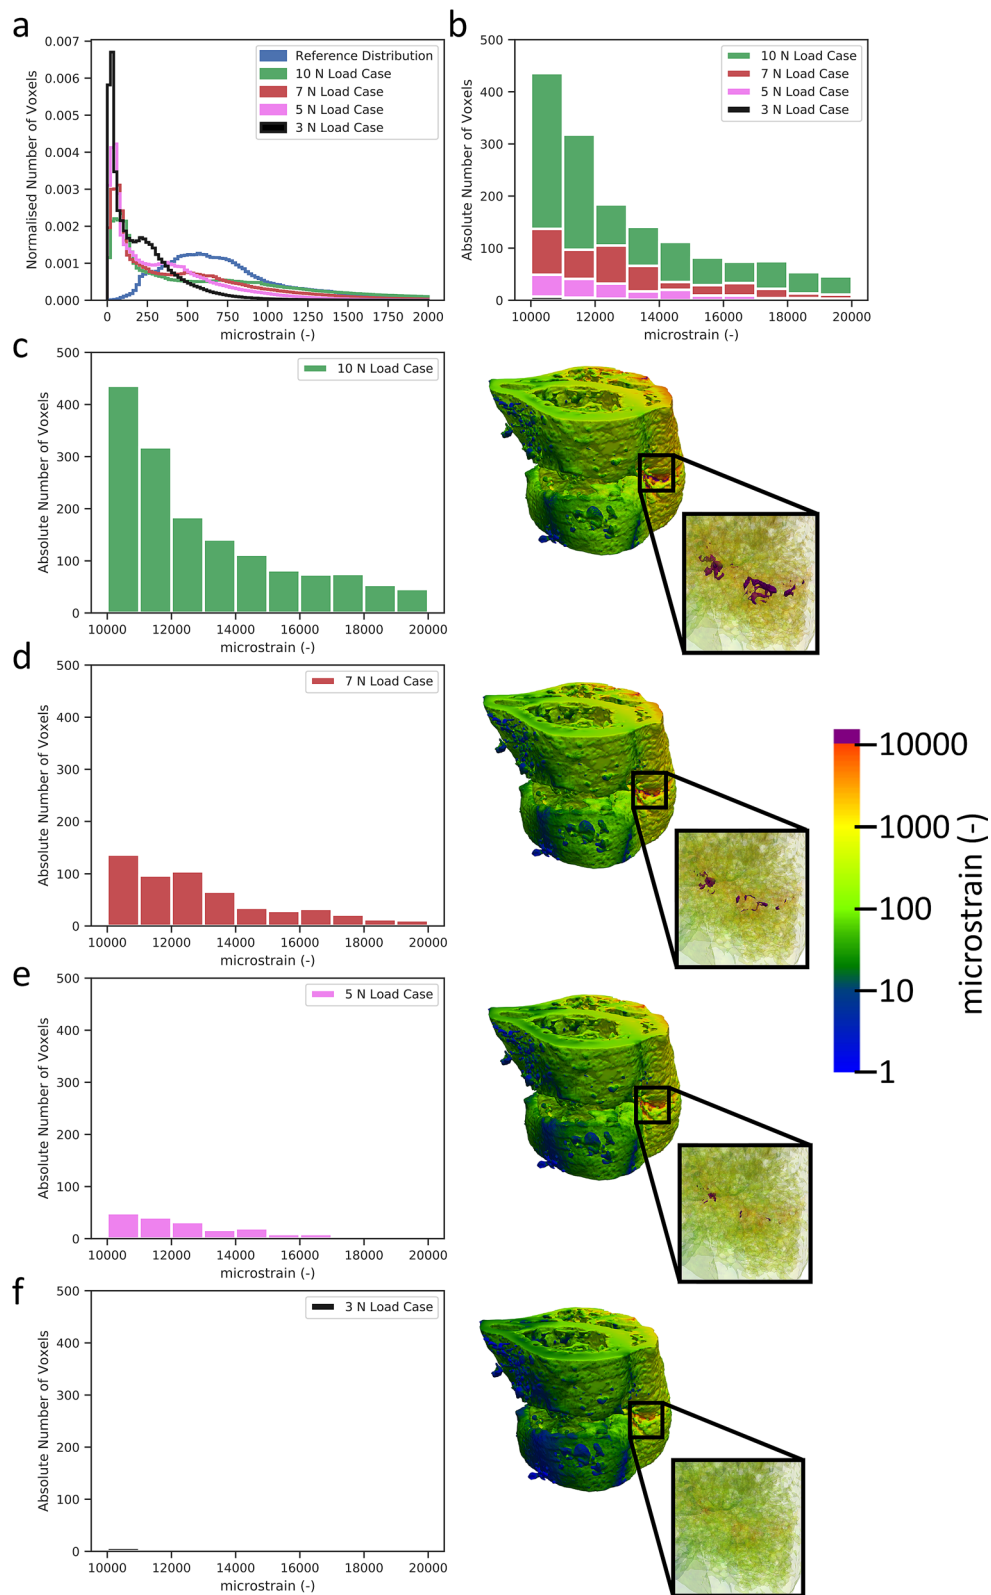 a
0.007
0.006
0.005
0.004
0.003
0.002
0.001
0.000
Normalised Number of Voxels
Reference Distribution
10 N Load Case
7 N Load Case
5 N Load Case
3 N Load Case
0 250 500 750 1000 1250 1500 1750 2000
microstrain (-)
b
500
400
300
200
100
0
Absolute Number of Voxels
10 N Load Case
7 N Load Case
5 N Load Case
3 N Load Case
10000 12000 14000 16000 18000 20000
microstrain (-)
c
500
400
300
200
100
0
Absolute Number of Voxels
10 N Load Case
10000 12000 14000 16000 18000 20000
microstrain (-)
d
500
400
300
200
100
0
Absolute Number of Voxels
7 N Load Case
10000 12000 14000 16000 18000 20000
microstrain (-)
10000
1000
100
10
1
microstrain (-)
e
500
400
300
200
100
0
Absolute Number of Voxels
5 N Load Case
10000 12000 14000 16000 18000 20000
microstrain (-)
f
500
400
300
200
100
0
Absolute Number of Voxels
3 N Load Case
10000 12000 14000 16000 18000 20000
microstrain (-)